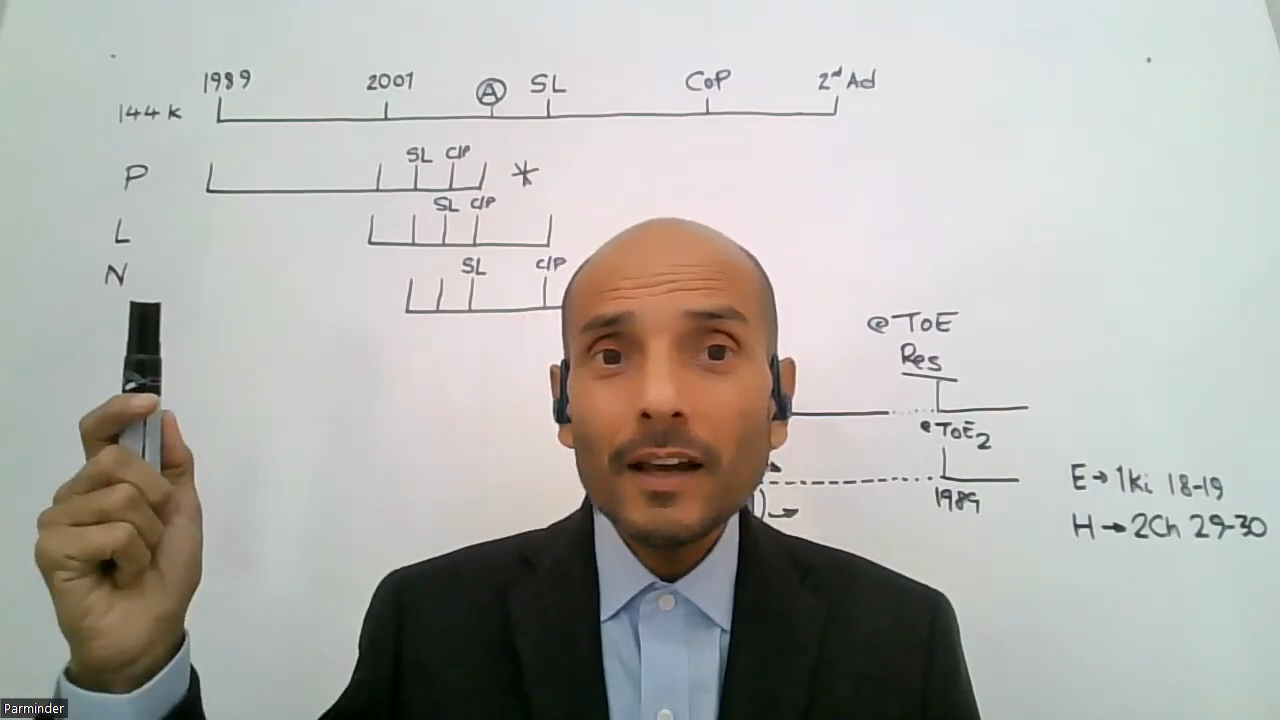 1989 2001 Ⓐ SL CoP 2nd Ad
144 K
SL C/P
P *
SL C/P
L
SL C/P
N
@ ToE
Res
@ ToE2
1989
E → 1Ki 18-19
H → 2Ch 29-30
Parminder